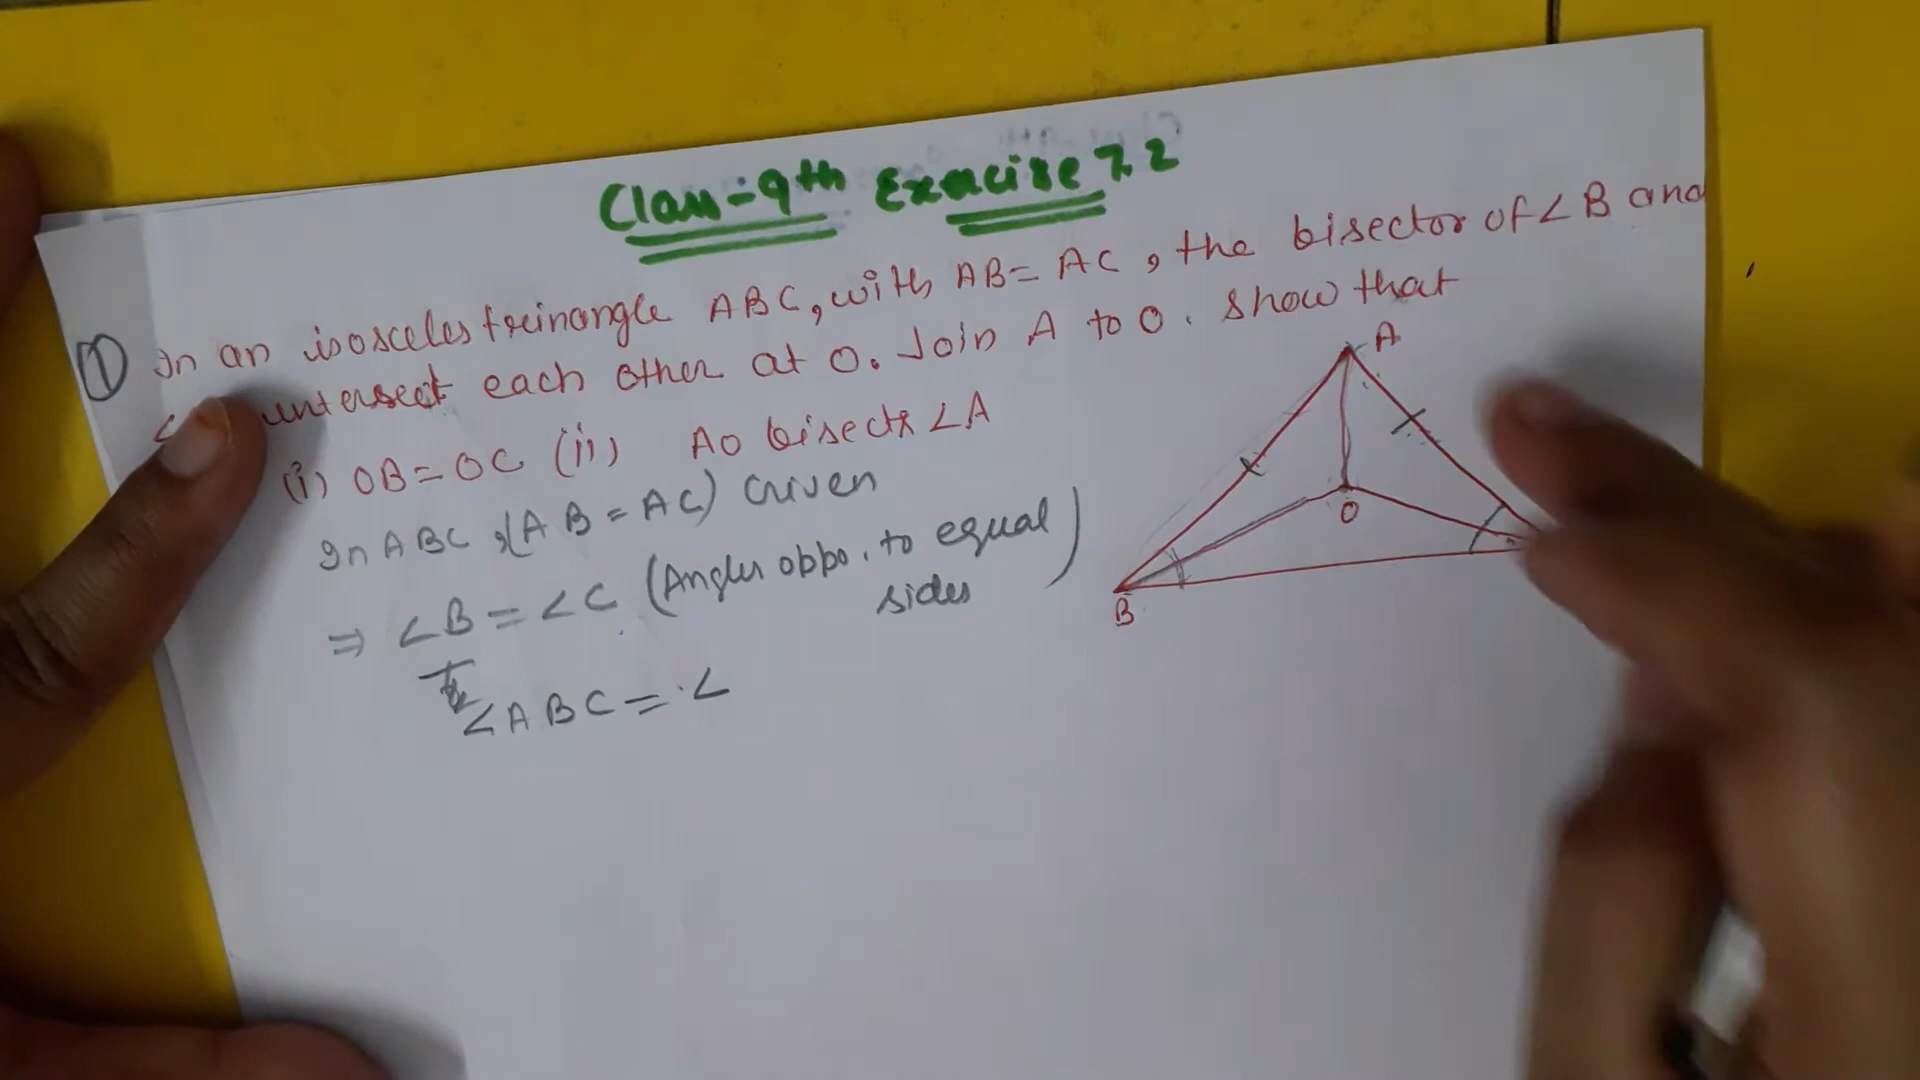 Class-9th Exercise 7.2
① In an isosceles treinangle ABC, with AB = AC, the bisector of ∠B and
∠ intersect each other at O. Join A to O. show that
(i) OB = OC (ii) AO bisects ∠A
In ABC, (AB = AC) Given
⇒ ∠B = ∠C (Angles oppo. to equal
sides)
∠ABC = ∠
A
O
B